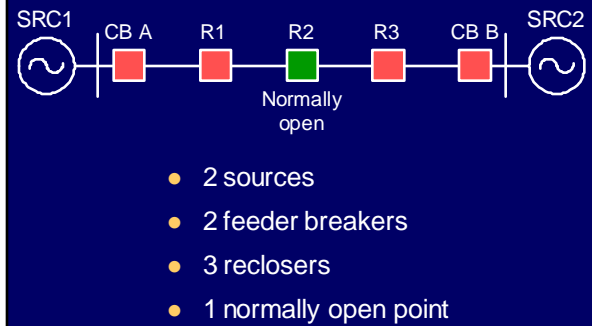 SRC1 CB A R1 R2 R3 CB B SRC2
Normally
open
2 sources
2 feeder breakers
3 reclosers
1 normally open point